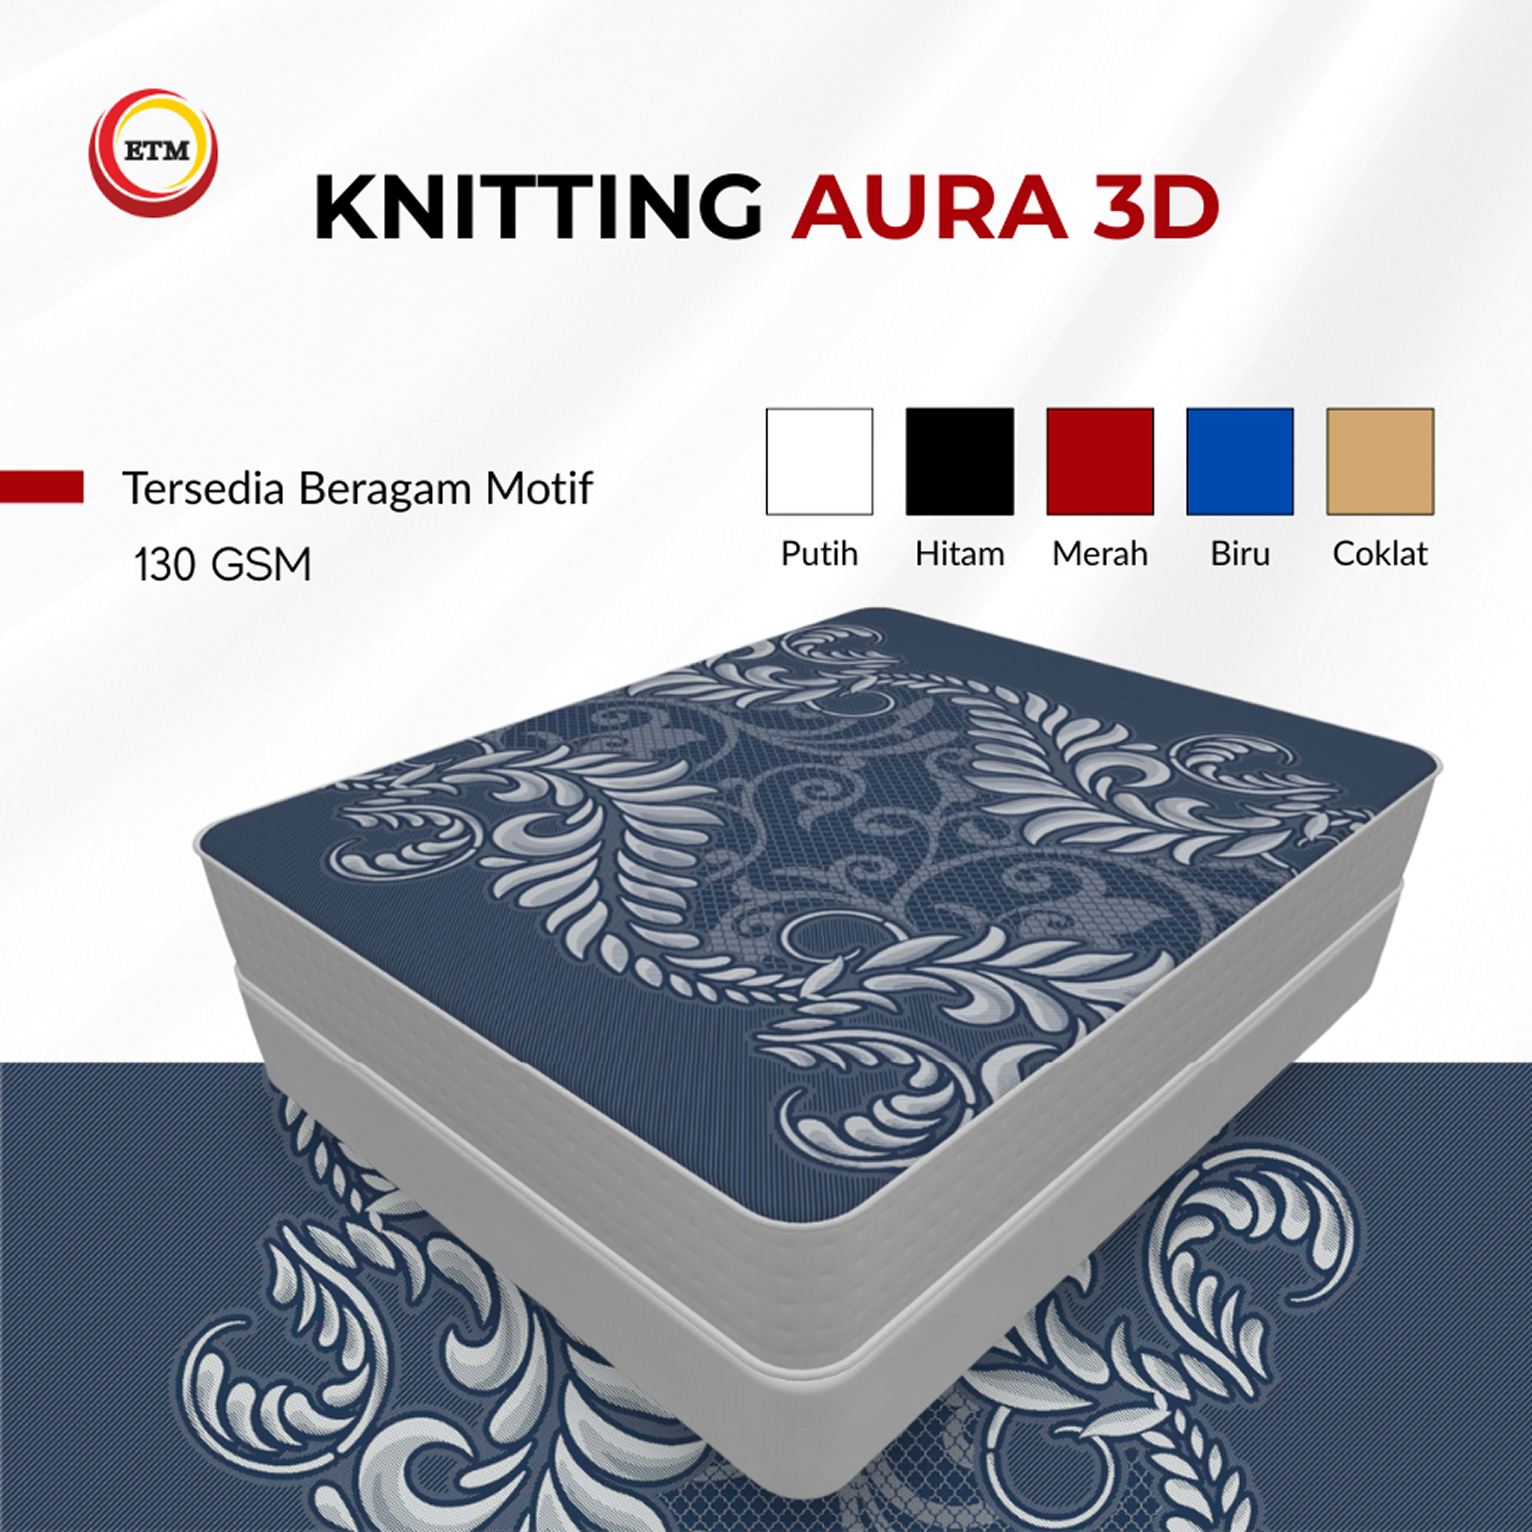 ETM
KNITTING AURA 3D
Tersedia Beragam Motif
130 GSM
Putih
Hitam
Merah
Biru
Coklat